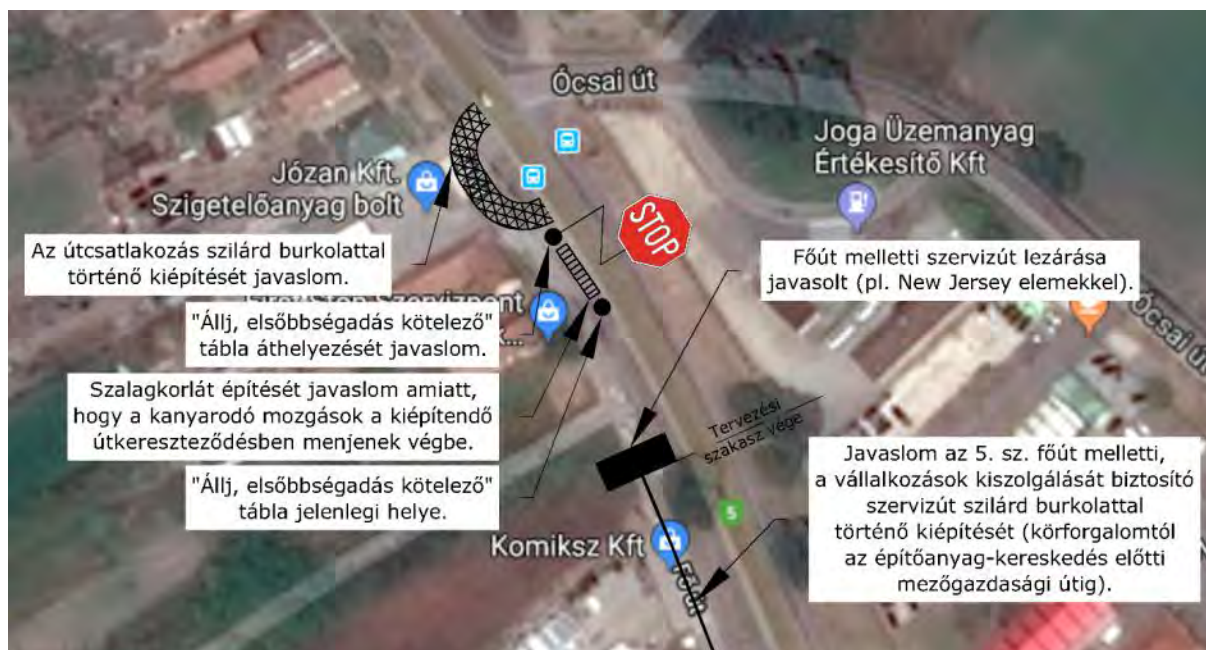 Ócsai út
Joga Üzemanyag
Értékesítő Kft
Józan Kft.
Szigetelőanyag bolt
STOP
Az útcsatlakozás szilárd burkolattal
történő kiépítését javaslom.
Főút melletti szervizút lezárása
javasolt (pl. New Jersey elemekkel).
Szervizpont
k...
"Állj, elsőbbségadás kötelező"
tábla áthelyezését javaslom.
Ócsai út
Szalagkorlát építését javaslom amiatt,
hogy a kanyarodó mozgások a kiépítendő
útkereszteződésben menjenek végbe.
Tervezési
szakasz vége
"Állj, elsőbbségadás kötelező"
tábla jelenlegi helye.
Javaslom az 5. sz. főút melletti,
a vállalkozások kiszolgálását biztosító
szervizút szilárd burkolattal
történő kiépítését (körforgalomtól
az építőanyag-kereskedés előtti
mezőgazdasági útig).
5
Komiksz Kft
Fő út